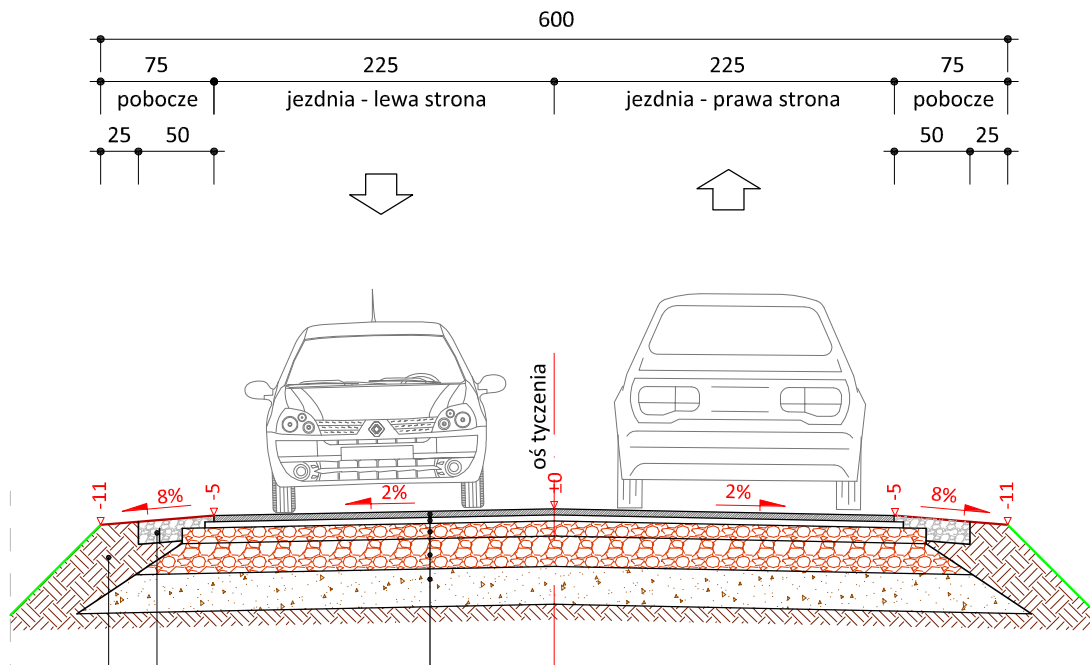 600
75 225 225 75
pobocze jezdnia - lewa strona jezdnia - prawa strona pobocze
25 50 50 25
oś tyczenia
-11 8% -5 2% ±0 2% -5 8% -11